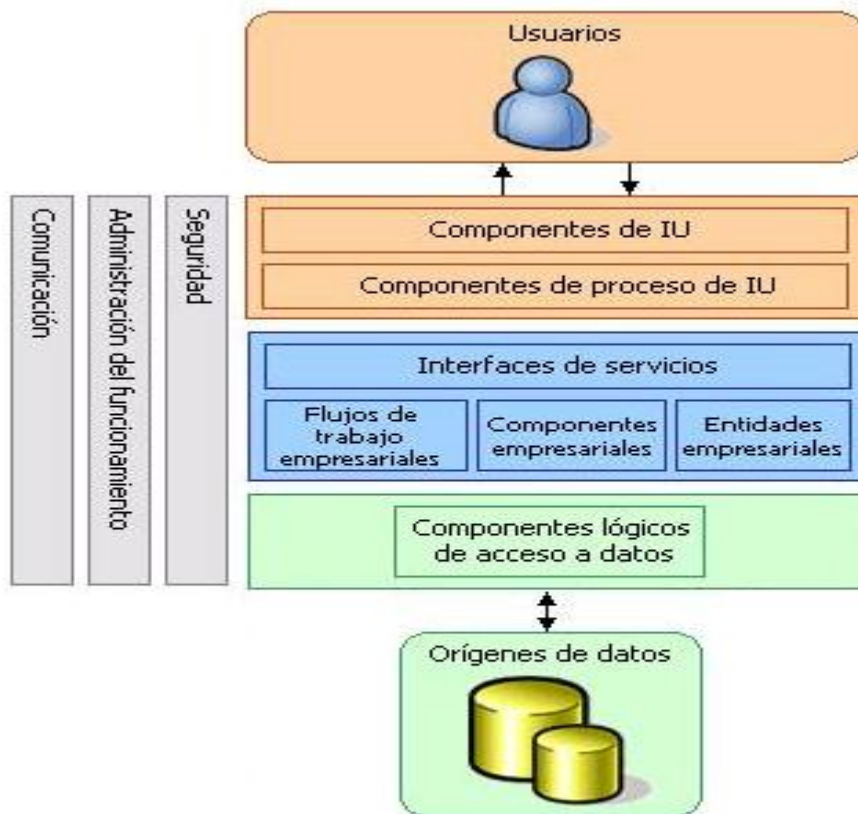 Usuarios
Comunicación
Administración del funcionamiento
Seguridad
Componentes de IU
Componentes de proceso de IU
Interfaces de servicios
Flujos de
trabajo
empresariales
Componentes
empresariales
Entidades
empresariales
Componentes lógicos
de acceso a datos
Orígenes de datos